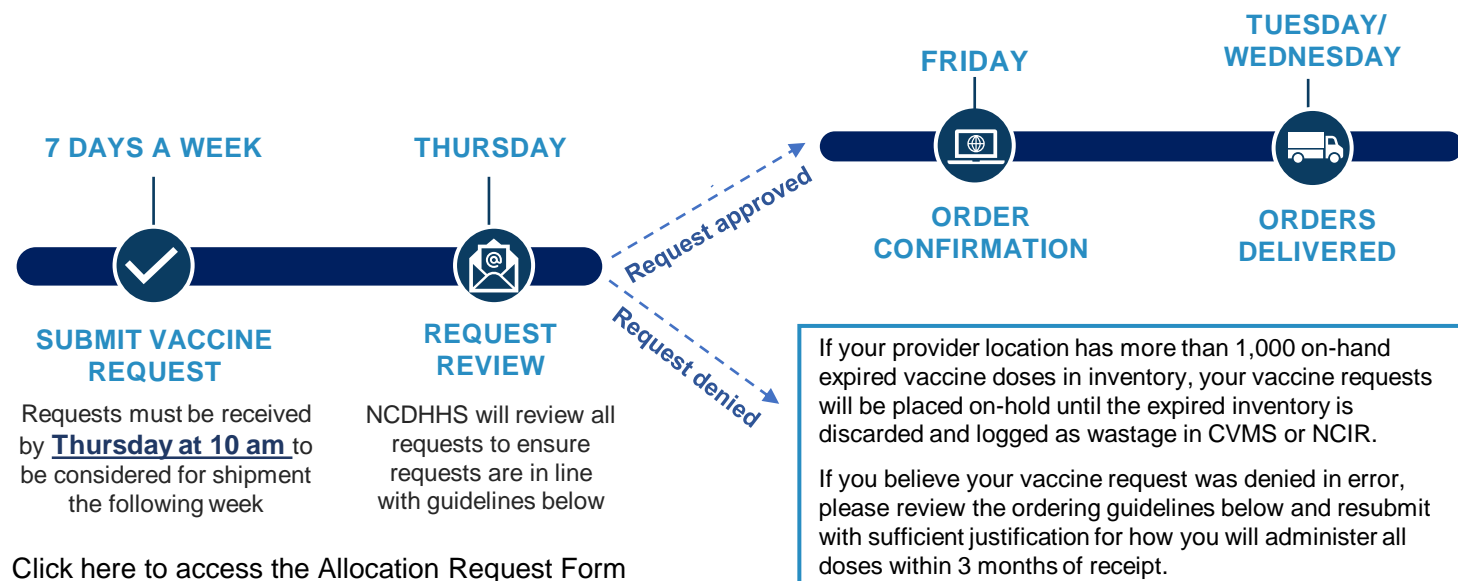 7 DAYS A WEEK
SUBMIT VACCINE
REQUEST
Requests must be received
by Thursday at 10 am to
be considered for shipment
the following week
THURSDAY
@
REQUEST
REVIEW
NCDHHS will review all
requests to ensure
requests are in line
with guidelines below
Request approved
Request denied
FRIDAY
ORDER
CONFIRMATION
TUESDAY/
WEDNESDAY
ORDERS
DELIVERED
If your provider location has more than 1,000 on-hand
expired vaccine doses in inventory, your vaccine requests
will be placed on-hold until the expired inventory is
discarded and logged as wastage in CVMS or NCIR.
If you believe your vaccine request was denied in error,
please review the ordering guidelines below and resubmit
with sufficient justification for how you will administer all
doses within 3 months of receipt.
Click here to access the Allocation Request Form